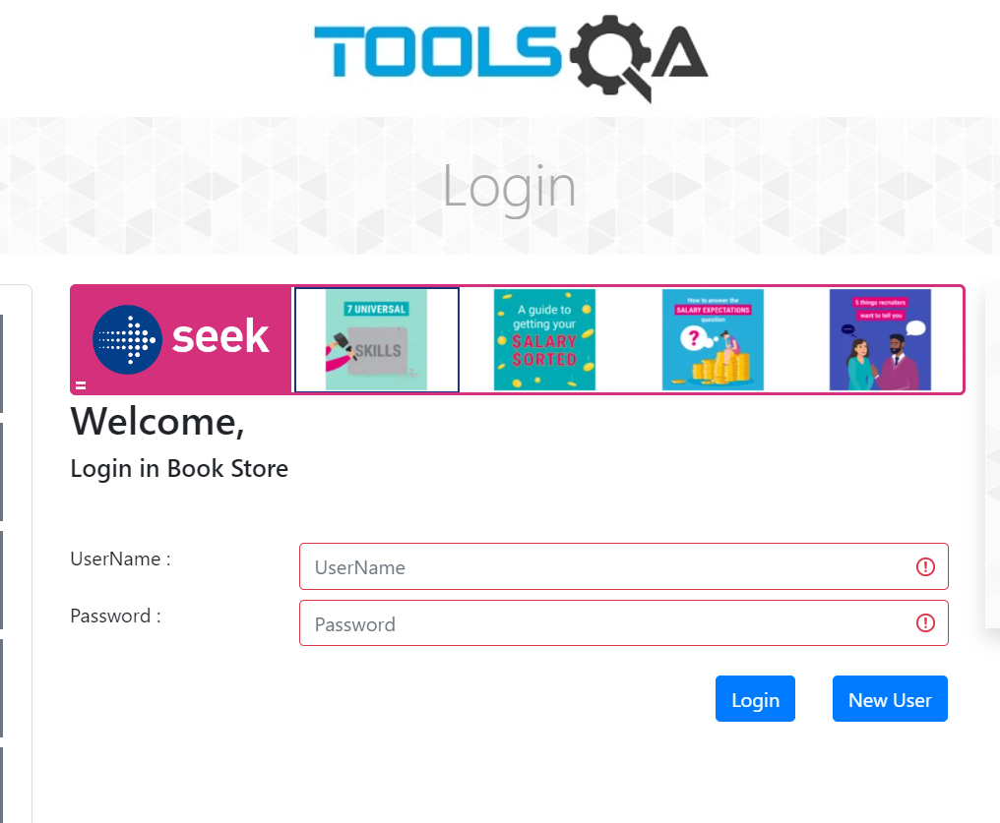 TOOLSQA
Login
seek
7 UNIVERSAL
SKILLS
A guide to
getting your
SALARY
SORTED
How to answer the
SALARY EXPECTATIONS
question
?
5 things recruiters
want to tell you
Welcome,
Login in Book Store
UserName :
UserName
Password :
Password
Login
New User